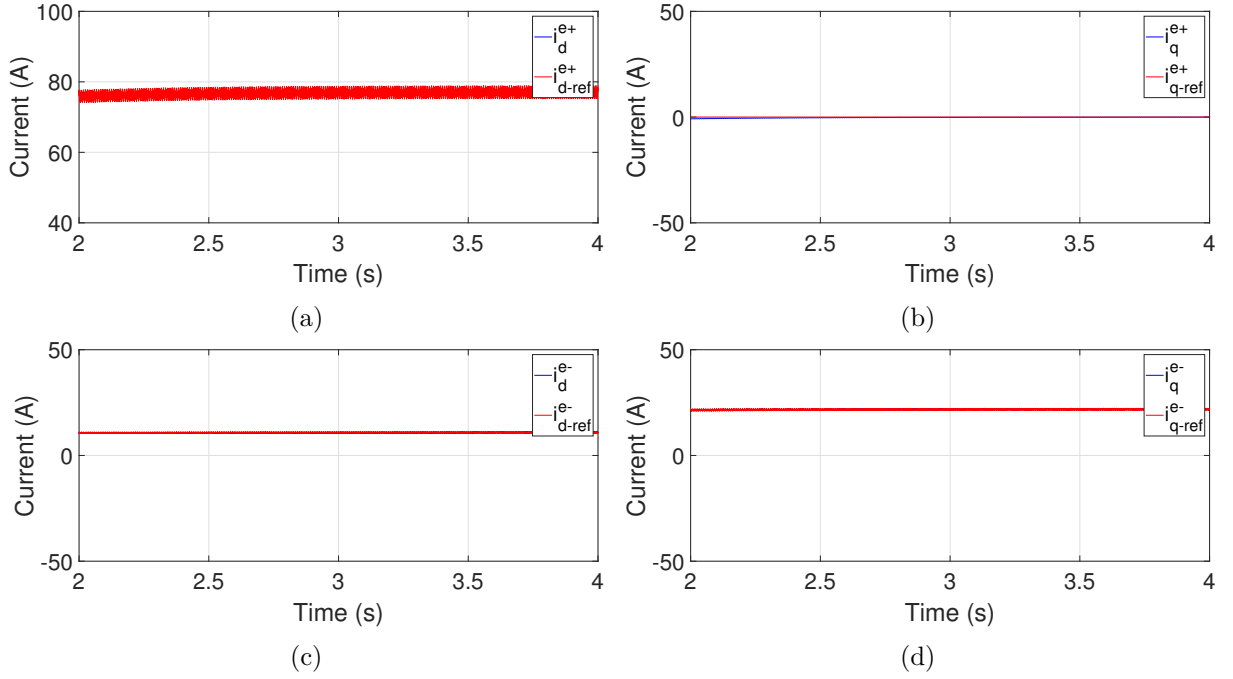 100
80
60
40
Current (A)
2
2.5
3
3.5
4
Time (s)
i_d^{e+}
i_{d-ref}^{e+}
(a)
50
0
-50
Current (A)
2
2.5
3
3.5
4
Time (s)
i_q^{e+}
i_{q-ref}^{e+}
(b)
50
0
-50
Current (A)
2
2.5
3
3.5
4
Time (s)
i_d^{e-}
i_{d-ref}^{e-}
(c)
50
0
-50
Current (A)
2
2.5
3
3.5
4
Time (s)
i_q^{e-}
i_{q-ref}^{e-}
(d)